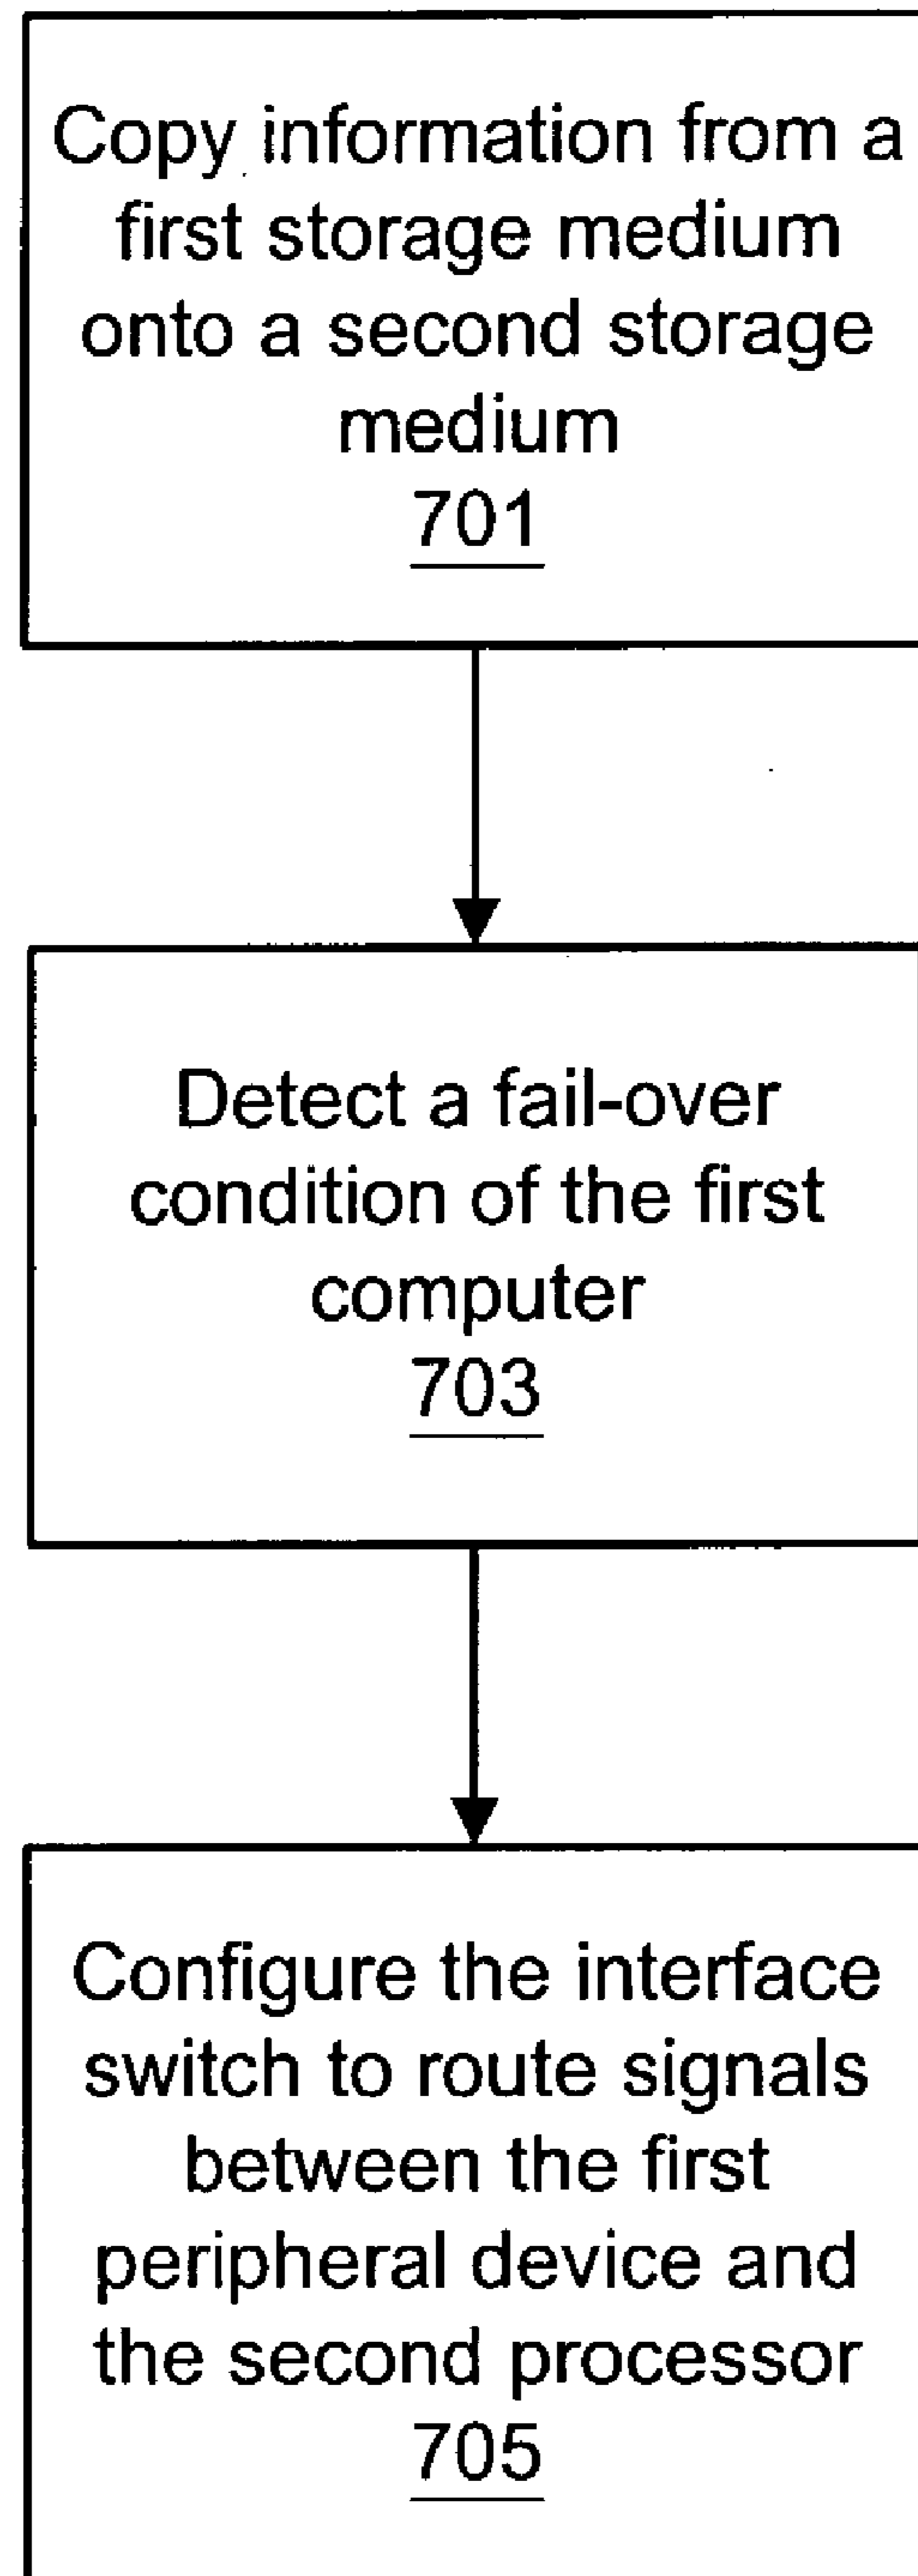 Copy information from a
first storage medium
onto a second storage
medium
701
Detect a fail-over
condition of the first
computer
703
Configure the interface
switch to route signals
between the first
peripheral device and
the second processor
705